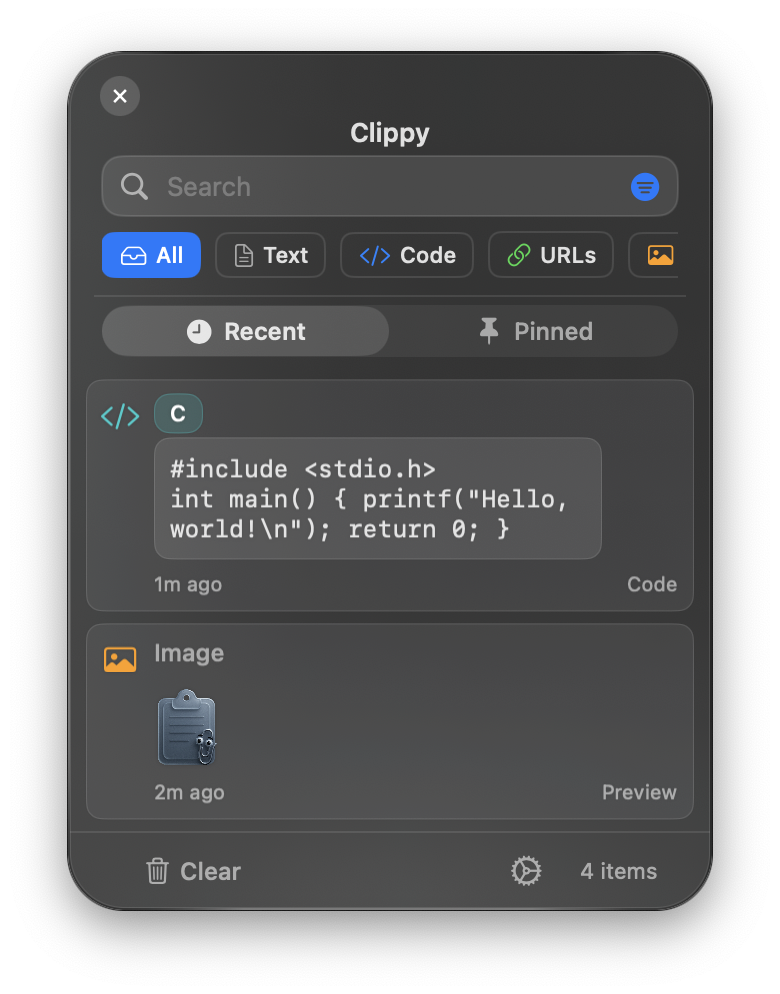 Clippy
Search
All Text Code URLs
Recent Pinned
C
#include <stdio.h>
int main() { printf("Hello,
world!\n"); return 0; }
1m ago Code
Image
2m ago Preview
Clear 4 items